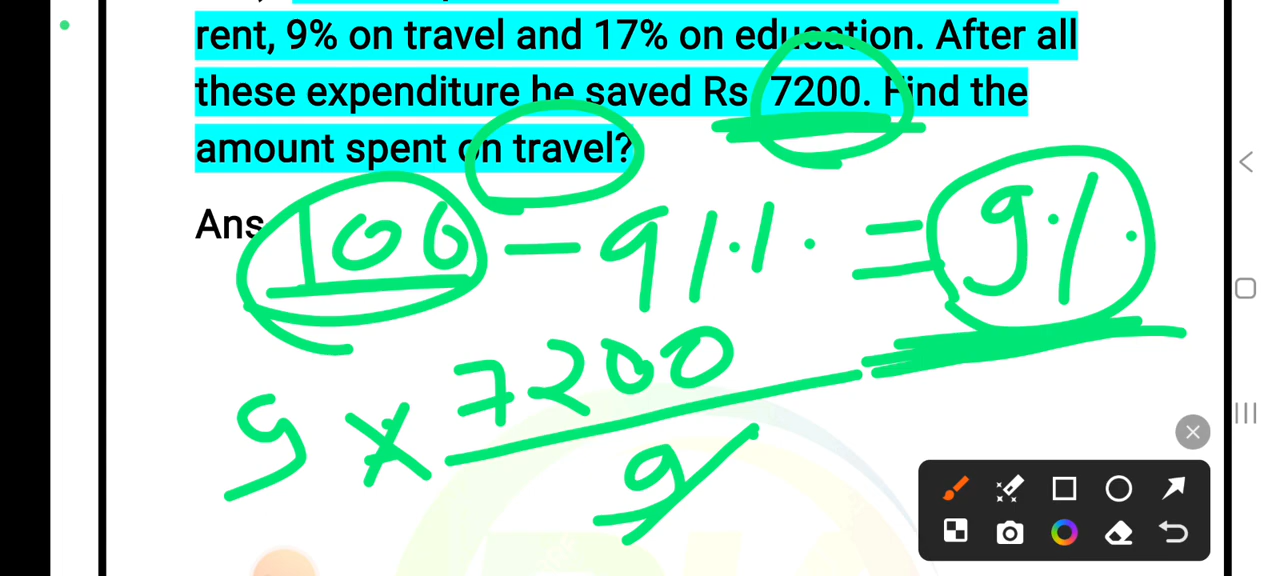 rent, 9% on travel and 17% on education. After all
these expenditure he saved Rs 7200. Find the
amount spent on travel?
Ans
100 - 91% = 9%
9 × 7200
9